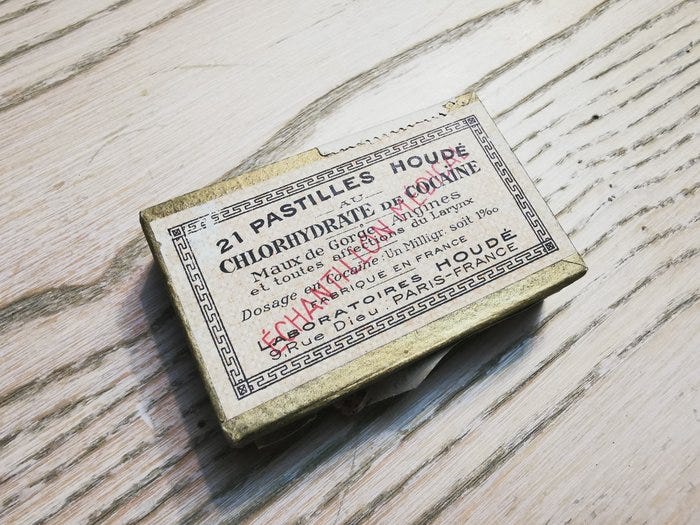 21 PASTILLES HOUDÉ
AU
CHLORHYDRATE DE COCAÏNE
Maux de Gorge, Angines
et toutes affections du Larynx
Dosage en Cocaïne: Un Milligr. soit 1‰
FABRIQUÉ EN FRANCE
LABORATOIRES HOUDÉ
9, Rue Dieu, PARIS-FRANCE
ÉCHANTILLON MÉDICAL